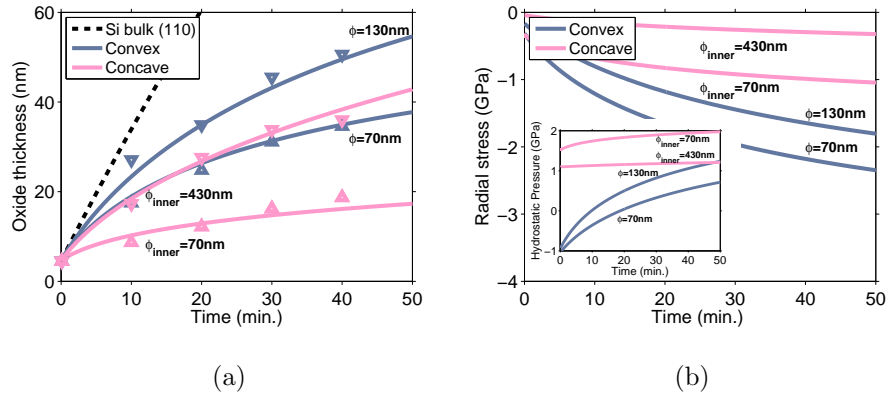 60
40
20
0
0
10
20
30
40
50
Time (min.)
Oxide thickness (nm)
Si bulk (110)
Convex
Concave
ϕ=130nm
ϕ=70nm
ϕinner=430nm
ϕinner=70nm
(a)
0
−1
−2
−3
−4
0
10
20
30
40
50
Time (min.)
Radial stress (GPa)
Convex
Concave
ϕinner=430nm
ϕinner=70nm
ϕ=130nm
ϕ=70nm
2
1
0
−1
0
10
20
30
40
50
Time (min.)
Hydrostatic Pressure (GPa)
ϕinner=70nm
ϕinner=430nm
ϕ=130nm
ϕ=70nm
(b)